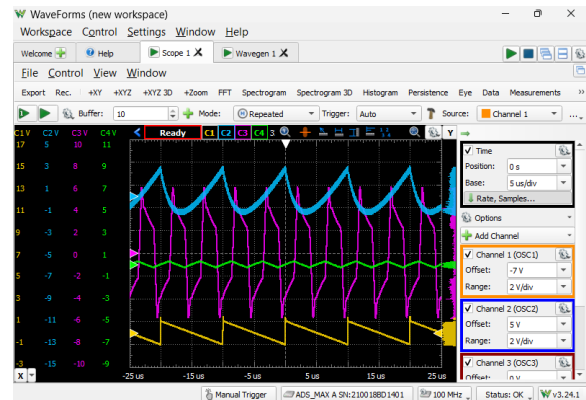 WaveForms (new workspace)
Workspace Control Settings Window Help
Welcome Help Scope 1 Wavegen 1
File Control View Window
Export Rec. +XY +XYZ +XYZ 3D +Zoom FFT Spectrogram Spectrogram 3D Histogram Persistence Eye Data Measurements »
Buffer: 10 Mode: Repeated Trigger: Auto Source: Channel 1 ...
C1 V C2 V C3 V C4 V Ready C1 C2 C3 C4 Y
17 5 10 11
15 3 8 9
13 1 6 7
11 -1 4 5
9 -3 2 3
7 -5 0 1
5 -7 -2 -1
3 -9 -4 -3
1 -11 -6 -5
-1 -13 -8 -7
-3 -15 -10 -9
X -25 us -15 us -5 us 5 us 15 us 25 us
Time
Position: 0 s
Base: 5 us/div
Rate, Samples...
Options
Add Channel
Channel 1 (OSC1)
Offset: -7 V
Range: 2 V/div
Channel 2 (OSC2)
Offset: 5 V
Range: 2 V/div
Channel 3 (OSC3)
Offset: 0 V
Manual Trigger ADS_MAX A SN:210018BD1401 100 MHz Status: OK v3.24.1